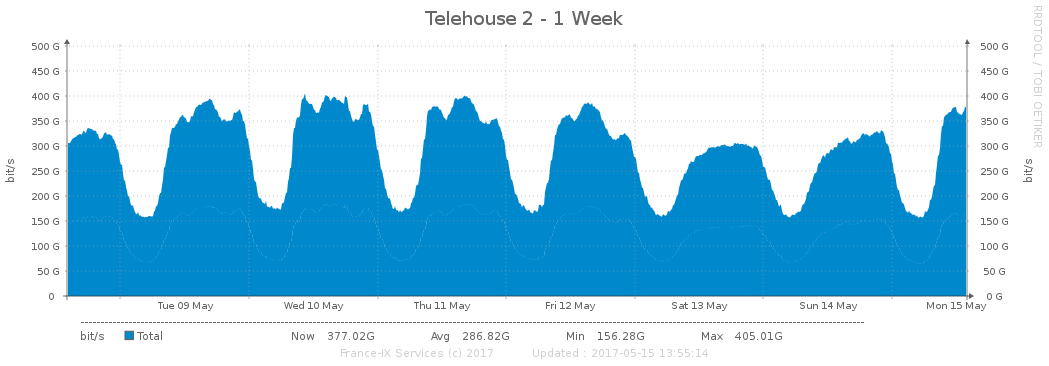 Telehouse 2 - 1 Week
RRDTOOL / TOBI OETIKER
500 G 500 G
450 G 450 G
400 G 400 G
350 G 350 G
300 G 300 G
250 G 250 G
200 G 200 G
150 G 150 G
100 G 100 G
50 G 50 G
0 0 G
bit/s bit/s
Tue 09 May Wed 10 May Thu 11 May Fri 12 May Sat 13 May Sun 14 May Mon 15 May
bit/s Total Now 377.02G Avg 286.82G Min 156.28G Max 405.01G
France-IX Services (c) 2017 Updated : 2017-05-15 13:55:14